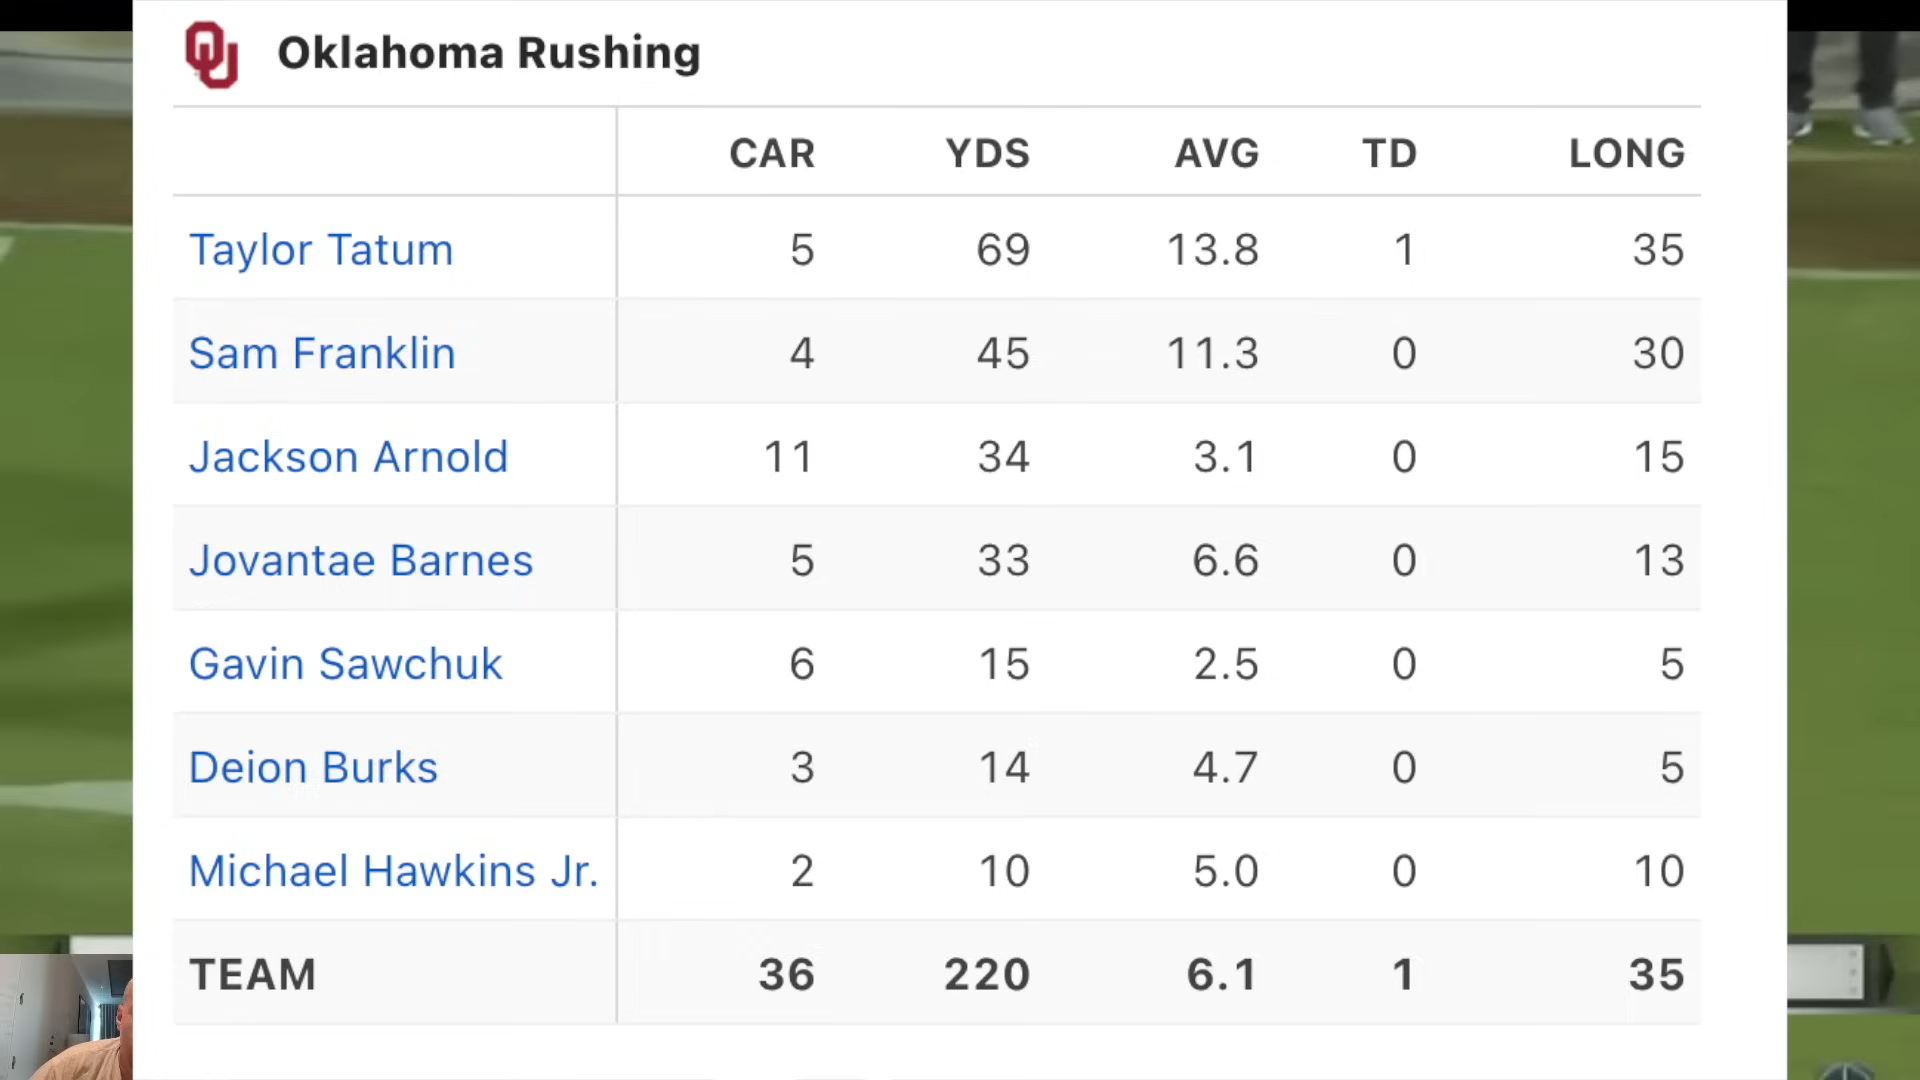 OU Oklahoma Rushing
CAR YDS AVG TD LONG
Taylor Tatum 5 69 13.8 1 35
Sam Franklin 4 45 11.3 0 30
Jackson Arnold 11 34 3.1 0 15
Jovantae Barnes 5 33 6.6 0 13
Gavin Sawchuk 6 15 2.5 0 5
Deion Burks 3 14 4.7 0 5
Michael Hawkins Jr. 2 10 5.0 0 10
TEAM 36 220 6.1 1 35